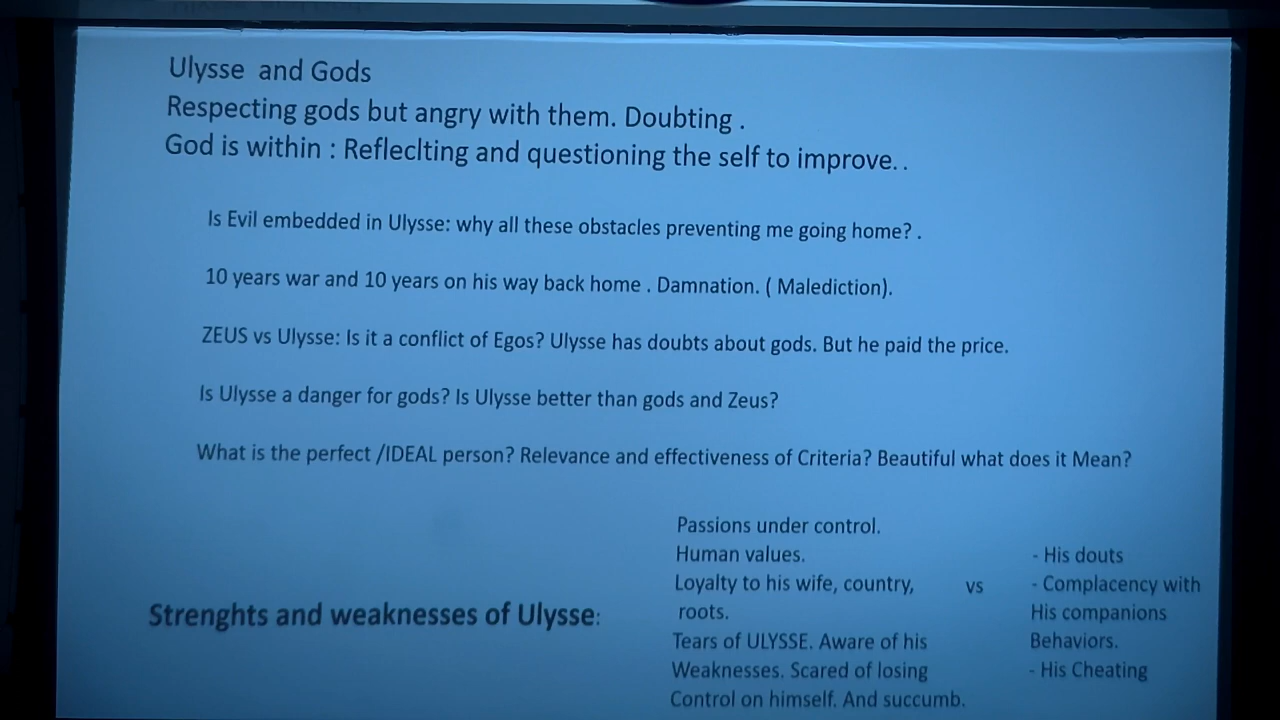 Ulysse and Gods
Respecting gods but angry with them. Doubting .
God is within : Refleclting and questioning the self to improve. .
Is Evil embedded in Ulysse: why all these obstacles preventing me going home? .
10 years war and 10 years on his way back home . Damnation. ( Malediction).
ZEUS vs Ulysse: Is it a conflict of Egos? Ulysse has doubts about gods. But he paid the price.
Is Ulysse a danger for gods? Is Ulysse better than gods and Zeus?
What is the perfect /IDEAL person? Relevance and effectiveness of Criteria? Beautiful what does it Mean?
Strenghts and weaknesses of Ulysse:
Passions under control.
Human values.
Loyalty to his wife, country,
roots.
Tears of ULYSSE. Aware of his
Weaknesses. Scared of losing
Control on himself. And succumb.
vs
- His douts
- Complacency with
His companions
Behaviors.
- His Cheating